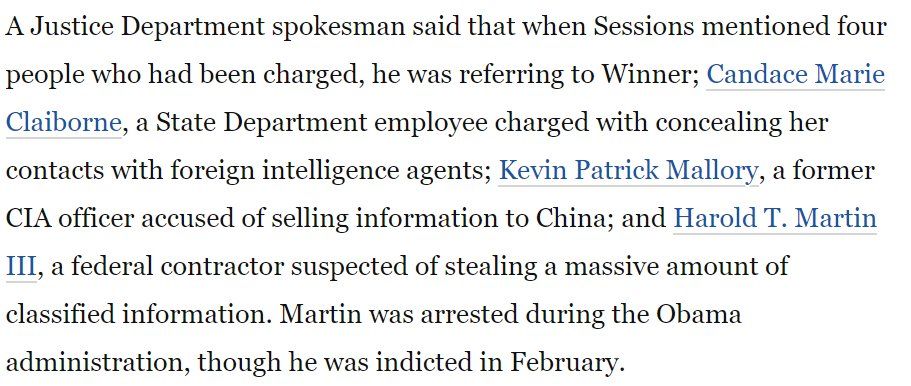 A Justice Department spokesman said that when Sessions mentioned four
people who had been charged, he was referring to Winner; Candace Marie
Claiborne, a State Department employee charged with concealing her
contacts with foreign intelligence agents; Kevin Patrick Mallory, a former
CIA officer accused of selling information to China; and Harold T. Martin
III, a federal contractor suspected of stealing a massive amount of
classified information. Martin was arrested during the Obama
administration, though he was indicted in February.